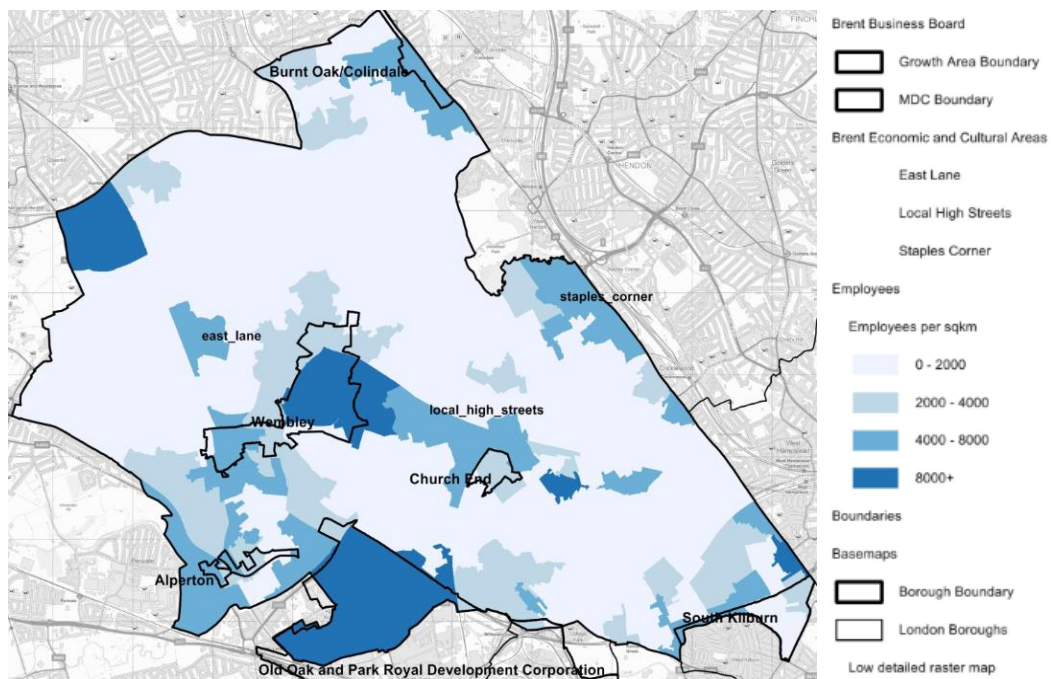 Burnt Oak/Colindale
HENDON
staples_corner
east_lane
local_high_streets
Wembley
Church End
Alperton
South Kilburn
Old Oak and Park Royal Development Corporation
Brent Business Board
Growth Area Boundary
MDC Boundary
Brent Economic and Cultural Areas
East Lane
Local High Streets
Staples Corner
Employees
Employees per sqkm
0 - 2000
2000 - 4000
4000 - 8000
8000+
Boundaries
Basemaps
Borough Boundary
London Boroughs
Low detailed raster map